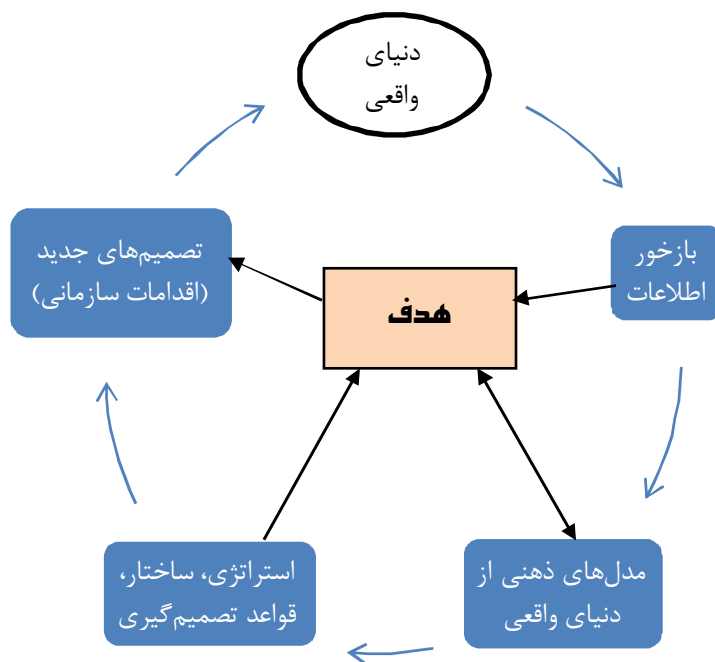 دنیای
واقعی
بازخور
اطلاعات
تصمیم‌های جدید
(اقدامات سازمانی)
هدف
مدل‌های ذهنی از
دنیای واقعی
استراتژی، ساختار،
قواعد تصمیم‌گیری